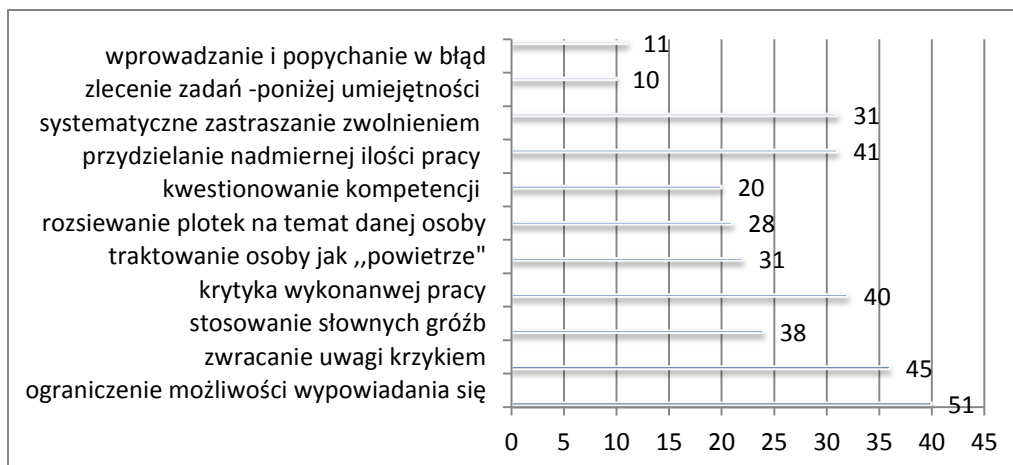 wprowadzanie i popychanie w błąd 11
zlecenie zadań -poniżej umiejętności 10
systematyczne zastraszanie zwolnieniem 31
przydzielanie nadmiernej ilości pracy 41
kwestionowanie kompetencji 20
rozsiewanie plotek na temat danej osoby 28
traktowanie osoby jak ,,powietrze" 31
krytyka wykonanwej pracy 40
stosowanie słownych gróźb 38
zwracanie uwagi krzykiem 45
ograniczenie możliwości wypowiadania się 51
0 5 10 15 20 25 30 35 40 45